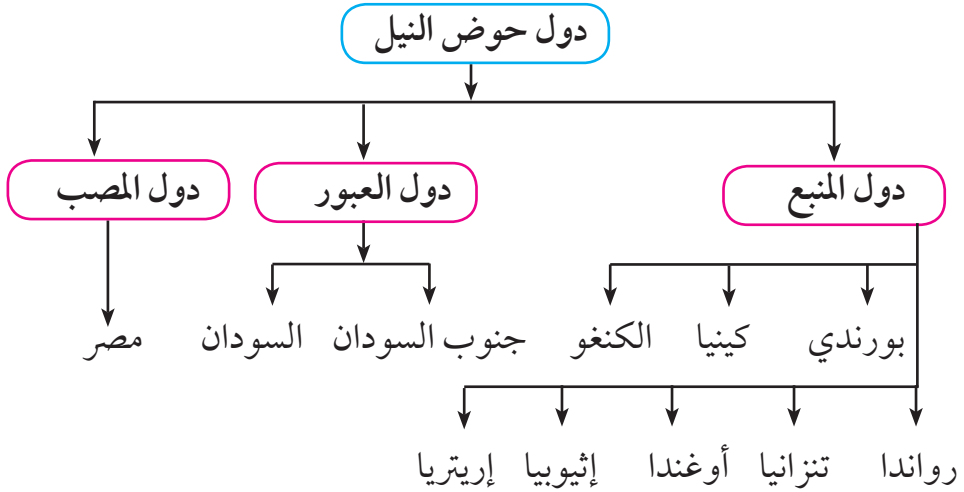 دول حوض النيل
دول المنبع
دول العبور
دول المصب
بورندي
كينيا
الكنغو
جنوب السودان
السودان
مصر
رواندا
تنزانيا
أوغندا
إثيوبيا
إريتريا